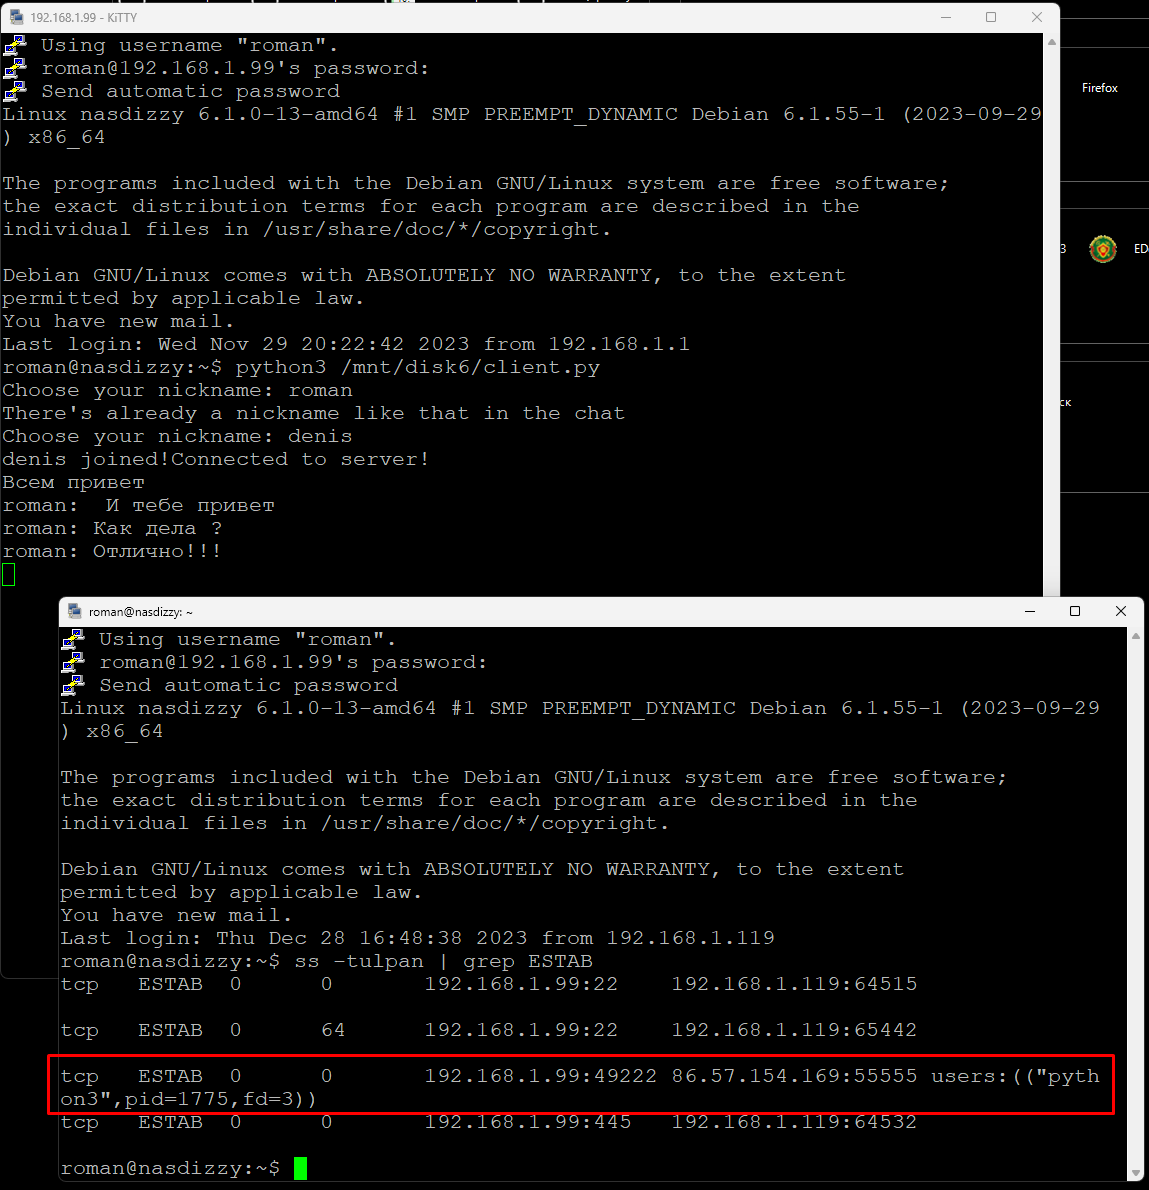 192.168.1.99 - KiTTY
Using username "roman".
roman@192.168.1.99's password:
Send automatic password
Linux nasdizzy 6.1.0-13-amd64 #1 SMP PREEMPT_DYNAMIC Debian 6.1.55-1 (2023-09-29
) x86_64
The programs included with the Debian GNU/Linux system are free software;
the exact distribution terms for each program are described in the
individual files in /usr/share/doc/*/copyright.
Debian GNU/Linux comes with ABSOLUTELY NO WARRANTY, to the extent
permitted by applicable law.
You have new mail.
Last login: Wed Nov 29 20:22:42 2023 from 192.168.1.1
roman@nasdizzy:~$ python3 /mnt/disk6/client.py
Choose your nickname: roman
There's already a nickname like that in the chat
Choose your nickname: denis
denis joined!Connected to server!
Всем привет
roman:  И тебе привет
roman: Как дела ?
roman: Отлично!!!
Firefox
3
ED
ск
roman@nasdizzy: ~
Using username "roman".
roman@192.168.1.99's password:
Send automatic password
Linux nasdizzy 6.1.0-13-amd64 #1 SMP PREEMPT_DYNAMIC Debian 6.1.55-1 (2023-09-29
) x86_64
The programs included with the Debian GNU/Linux system are free software;
the exact distribution terms for each program are described in the
individual files in /usr/share/doc/*/copyright.
Debian GNU/Linux comes with ABSOLUTELY NO WARRANTY, to the extent
permitted by applicable law.
You have new mail.
Last login: Thu Dec 28 16:48:38 2023 from 192.168.1.119
roman@nasdizzy:~$ ss -tulpan | grep ESTAB
tcp   ESTAB  0      0       192.168.1.99:22    192.168.1.119:64515
tcp   ESTAB  0      64      192.168.1.99:22    192.168.1.119:65442
tcp   ESTAB  0      0       192.168.1.99:49222 86.57.154.169:55555 users:(("pyth
on3",pid=1775,fd=3))
tcp   ESTAB  0      0       192.168.1.99:445   192.168.1.119:64532
roman@nasdizzy:~$